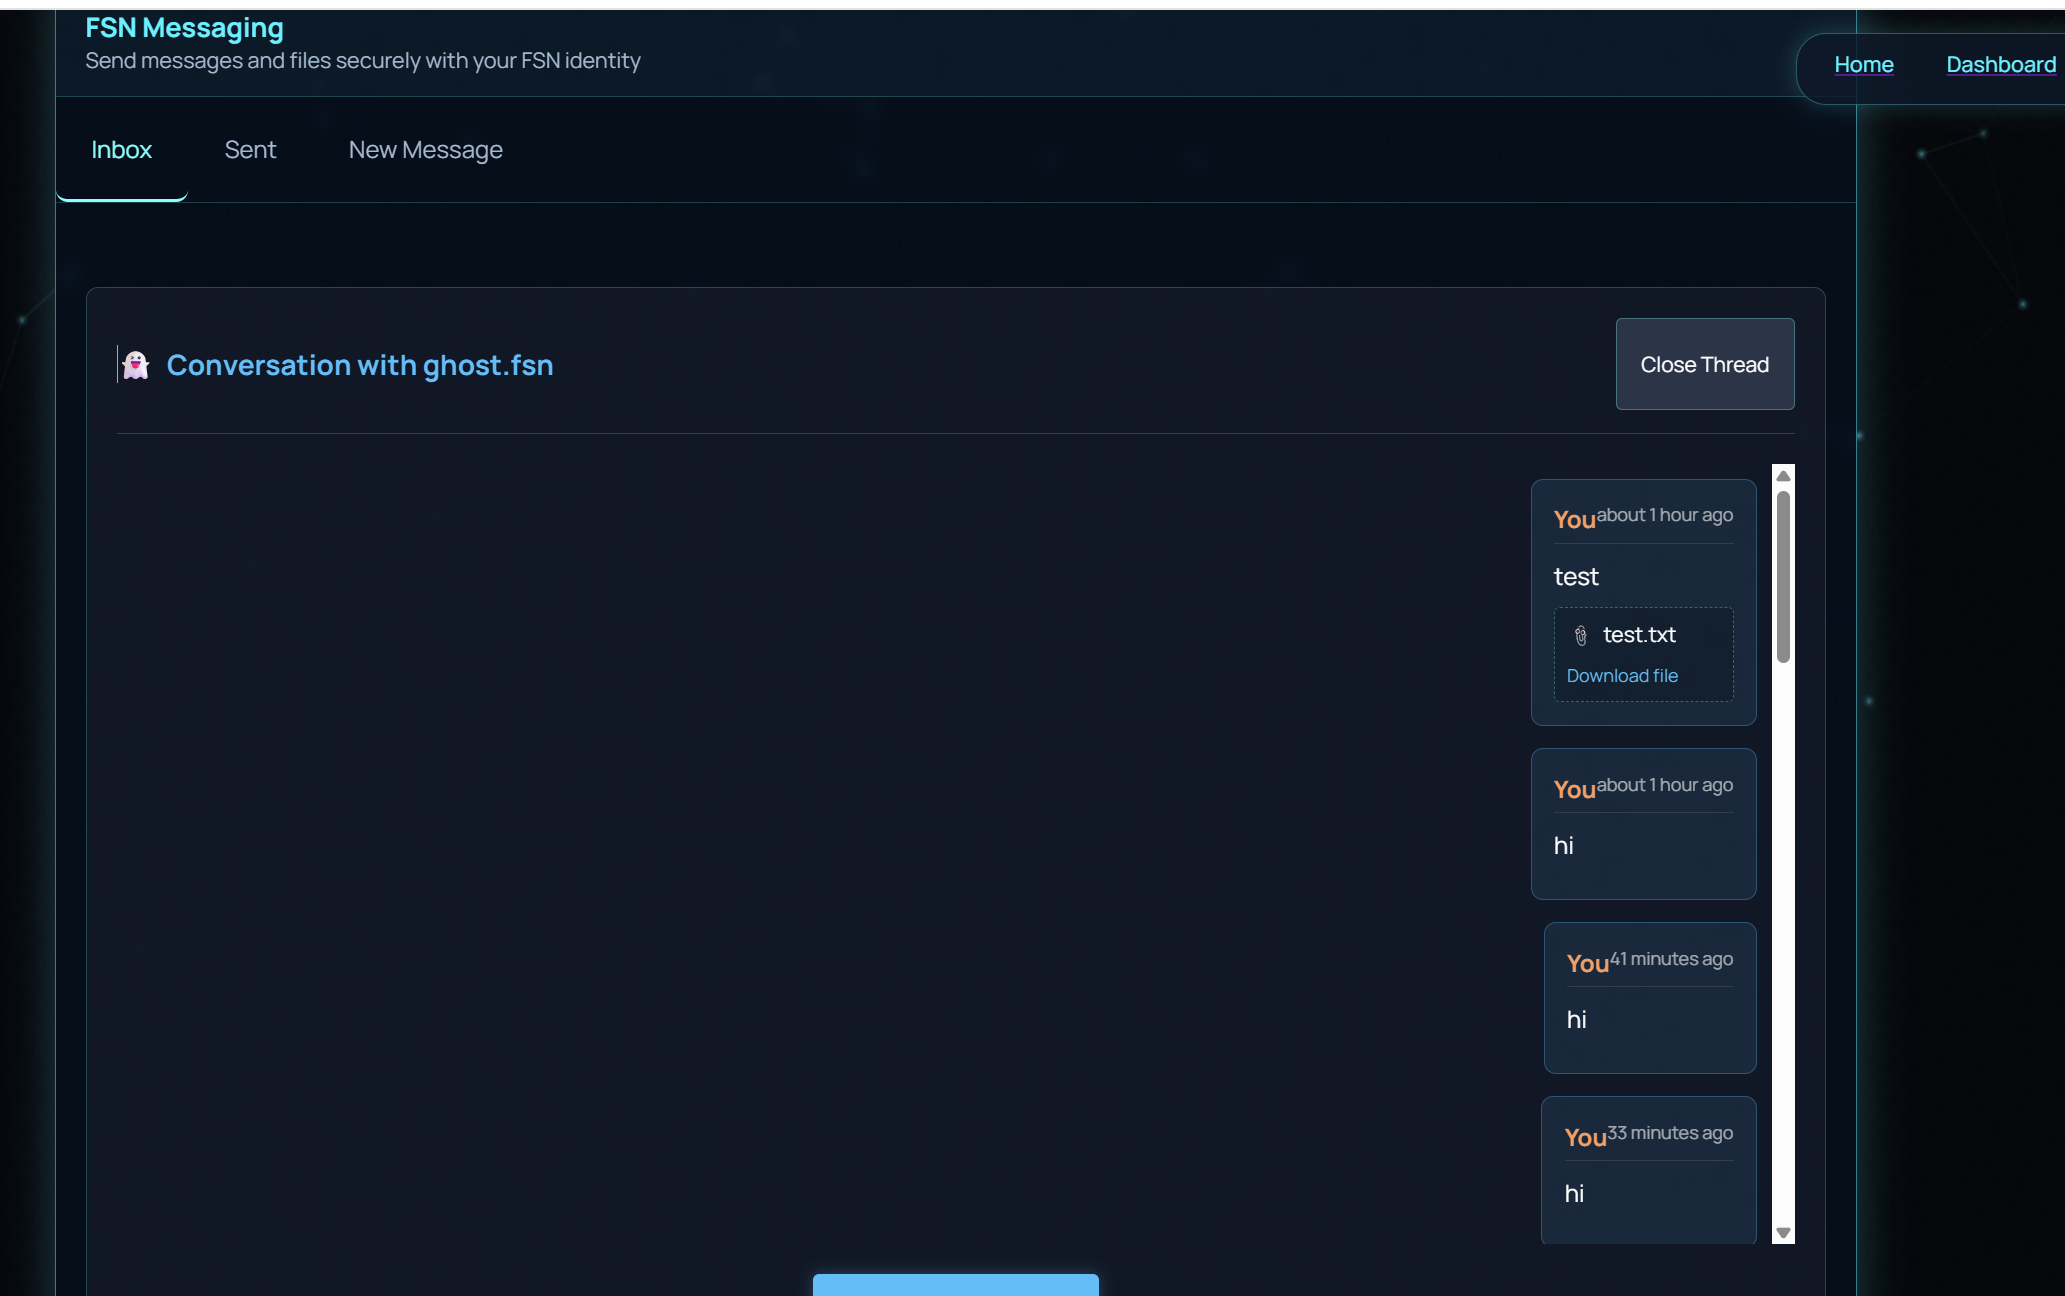 FSN Messaging
Send messages and files securely with your FSN identity
Home Dashboard
Inbox Sent New Message
Conversation with ghost.fsn
Close Thread
You about 1 hour ago
test
test.txt
Download file
You about 1 hour ago
hi
You 41 minutes ago
hi
You 33 minutes ago
hi